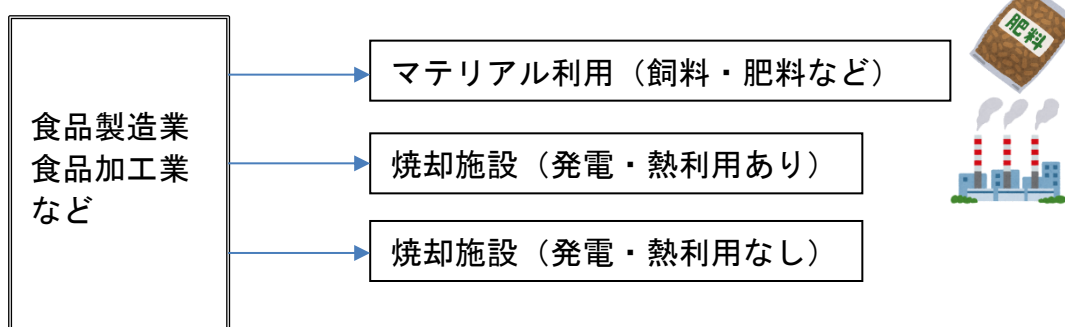 食品製造業
食品加工業
など
マテリアル利用（飼料・肥料など）
焼却施設（発電・熱利用あり）
焼却施設（発電・熱利用なし）
肥料